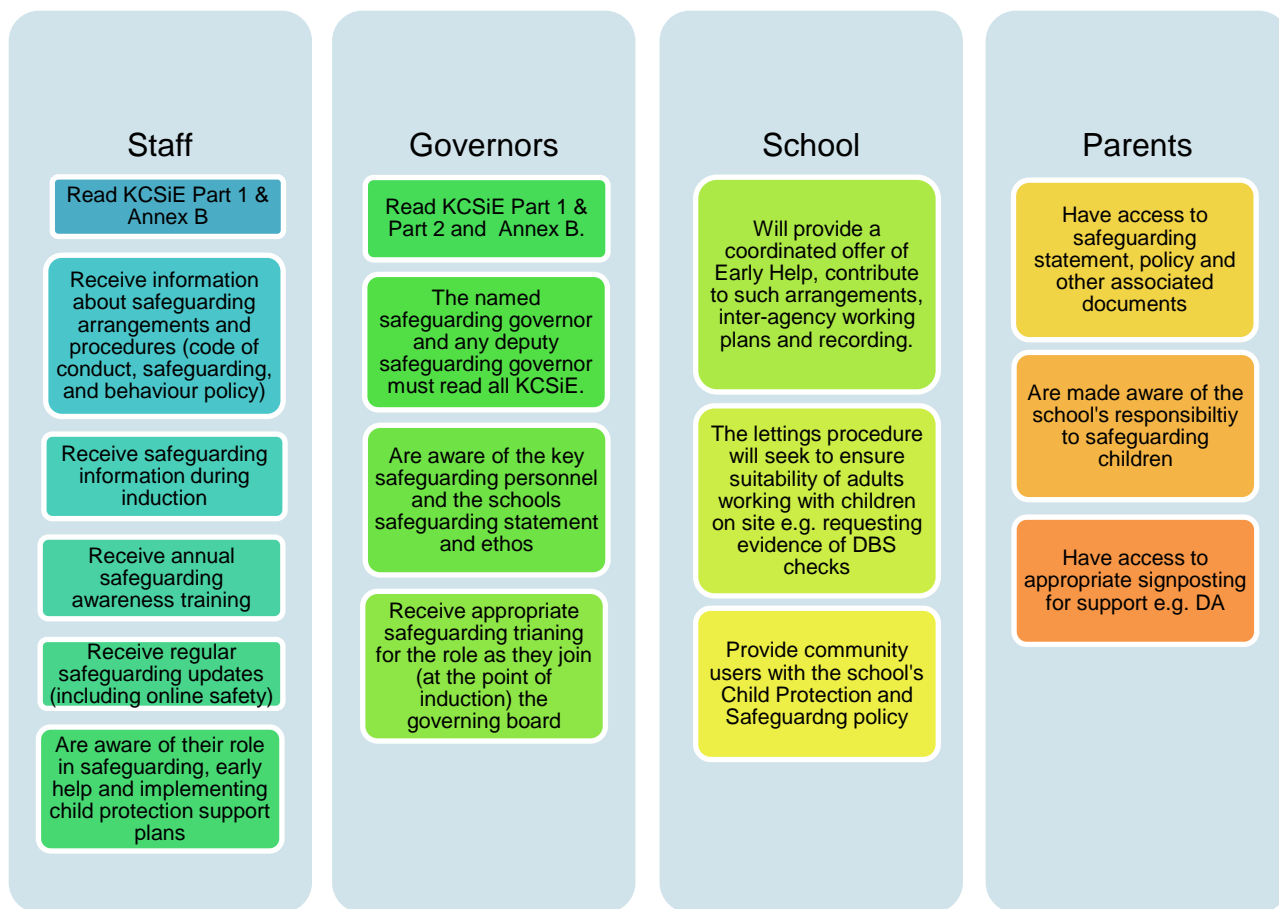 Staff
Read KCSiE Part 1 &
Annex B
Receive information
about safeguarding
arrangements and
procedures (code of
conduct, safeguarding,
and behaviour policy)
Receive safeguarding
information during
induction
Receive annual
safeguarding
awareness training
Receive regular
safeguarding updates
(including online safety)
Are aware of their role
in safeguarding, early
help and implementing
child protection support
plans
Governors
Read KCSiE Part 1 &
Part 2 and  Annex B.
The named
safeguarding governor
and any deputy
safeguarding governor
must read all KCSiE.
Are aware of the key
safeguarding personnel
and the schools
safeguarding statement
and ethos
Receive appropriate
safeguarding trianing
for the role as they join
(at the point of
induction) the
governing board
School
Will provide a
coordinated offer of
Early Help, contribute
to such arrangements,
inter-agency working
plans and recording.
The lettings procedure
will seek to ensure
suitability of adults
working with children
on site e.g. requesting
evidence of DBS
checks
Provide community
users with the school's
Child Protection and
Safeguardng policy
Parents
Have access to
safeguarding
statement, policy and
other associated
documents
Are made aware of the
school's responsibiltiy
to safeguarding
children
Have access to
appropriate signposting
for support e.g. DA